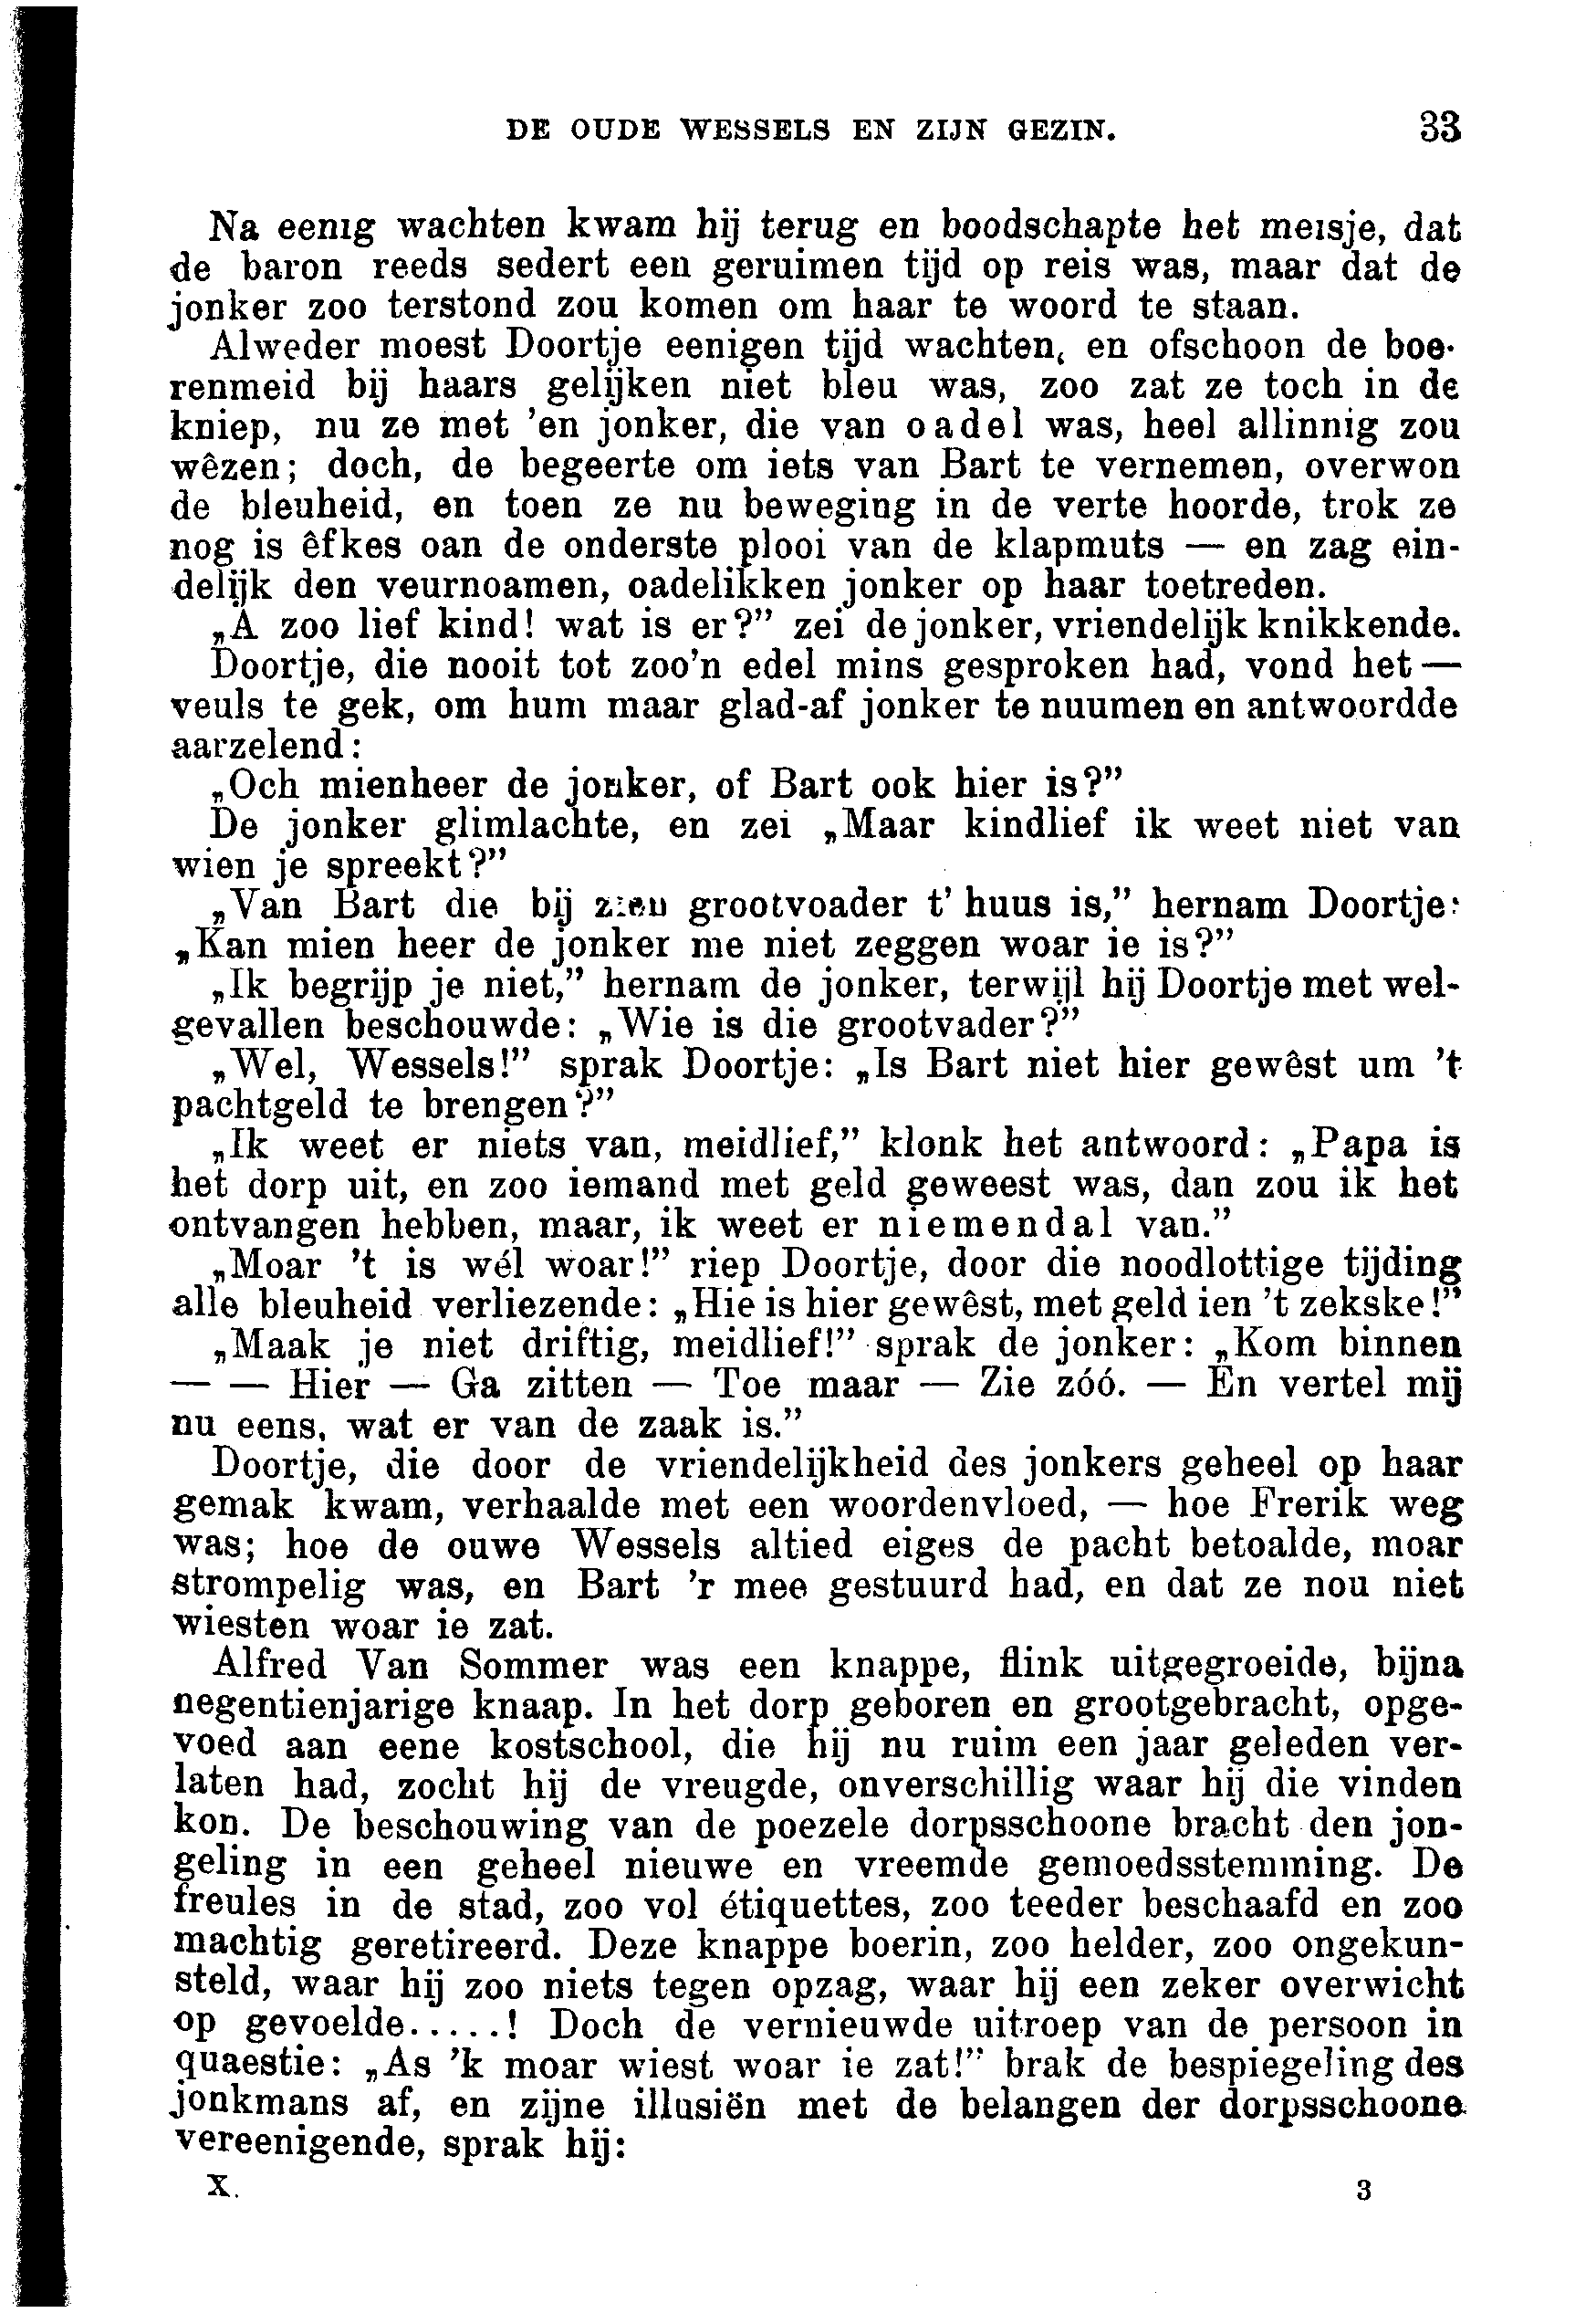 DE OUDE WESSELS EN ZIJN GEZIN. 33
Na eenig wachten kwam hij terug en boodschapte het meisje, dat
de baron reeds sedert een geruimen tijd op reis was, maar dat de
jonker zoo terstond zou komen om haar te woord te staan.
Alweder moest Doortje eenigen tijd wachten, en ofschoon de boe-
renmeid bij haars gelijken niet bleu was, zoo zat ze toch in de
kniep, nu ze met 'en jonker, die van oadel was, heel allinnig zou
wêzen; doch, de begeerte om iets van Bart te vernemen, overwon
de bleuheid, en toen ze nu beweging in de verte hoorde, trok ze
nog is êfkes oan de onderste plooi van de klapmuts — en zag ein-
delijk den veurnoamen, oadelikken jonker op haar toetreden.
„A zoo lief kind! wat is er?” zei de jonker, vriendelijk knikkende.
Doortje, die nooit tot zoo'n edel mins gesproken had, vond het —
veuls te gek, om hum maar glad-af jonker te nuumen en antwoordde
aarzelend:
„Och mienheer de jonker, of Bart ook hier is?”
De jonker glimlachte, en zei „Maar kindlief ik weet niet van
wien je spreekt?”
„Van Bart die bij zien grootvoader t' huus is,” hernam Doortje:
„Kan mien heer de jonker me niet zeggen woar ie is?”
„Ik begrijp je niet,” hernam de jonker, terwijl hij Doortje met wel-
gevallen beschouwde: „Wie is die grootvader?”
„Wel, Wessels!” sprak Doortje: „Is Bart niet hier gewêst um 't
pachtgeld te brengen?”
„Ik weet er niets van, meidlief,” klonk het antwoord: „Papa is
het dorp uit, en zoo iemand met geld geweest was, dan zou ik het
ontvangen hebben, maar, ik weet er niemendal van.”
„Moar 't is wél woar!” riep Doortje, door die noodlottige tijding
alle bleuheid verliezende: „Hie is hier gewêst, met geld ien 't zekske!”
„Maak je niet driftig, meidlief!” sprak de jonker: „Kom binnen
— — Hier — Ga zitten — Toe maar — Zie zóó. — En vertel mij
nu eens, wat er van de zaak is.”
Doortje, die door de vriendelijkheid des jonkers geheel op haar
gemak kwam, verhaalde met een woordenvloed, — hoe Frerik weg
was; hoe de ouwe Wessels altied eiges de pacht betoalde, moar
strompelig was, en Bart 'r mee gestuurd had, en dat ze nou niet
wiesten woar ie zat.
Alfred Van Sommer was een knappe, flink uitgegroeide, bijna
negentienjarige knaap. In het dorp geboren en grootgebracht, opge-
voed aan eene kostschool, die hij nu ruim een jaar geleden ver-
laten had, zocht hij de vreugde, onverschillig waar hij die vinden
kon. De beschouwing van de poezele dorpsschoone bracht den jon-
geling in een geheel nieuwe en vreemde gemoedsstemming. De
freules in de stad, zoo vol étiquettes, zoo teeder beschaafd en zoo
machtig geretireerd. Deze knappe boerin, zoo helder, zoo ongekun-
steld, waar hij zoo niets tegen opzag, waar hij een zeker overwicht
op gevoelde.....! Doch de vernieuwde uitroep van de persoon in
quaestie: „As 'k moar wiest woar ie zat!” brak de bespiegeling des
jonkmans af, en zijne illusiën met de belangen der dorpsschoone
vereenigende, sprak hij:
X. 3